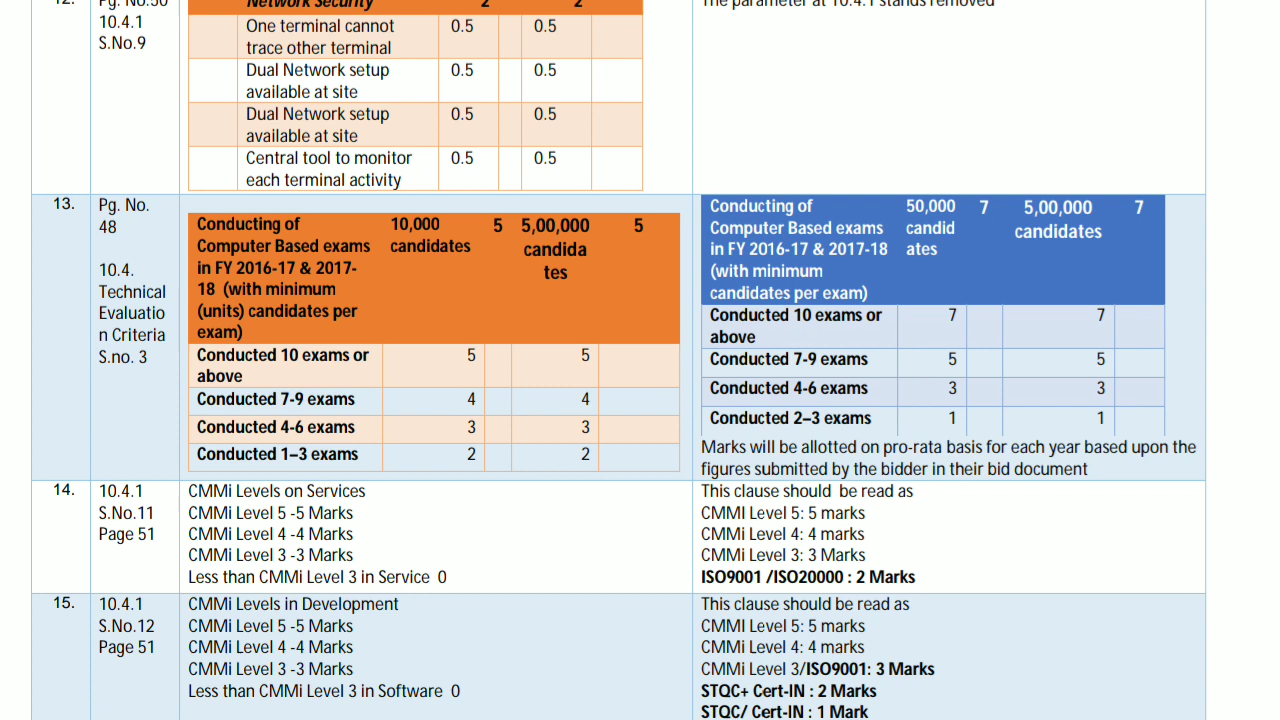 12. Pg. No.50 Network Security 2 2 The parameter at 10.4.1 stands removed
10.4.1
S.No.9
One terminal cannot 0.5 0.5
trace other terminal
Dual Network setup 0.5 0.5
available at site
Dual Network setup 0.5 0.5
available at site
Central tool to monitor 0.5 0.5
each terminal activity
13. Pg. No.
48
10.4.
Technical
Evaluatio
n Criteria
S.no. 3
Conducting of 10,000 5 5,00,000 5
Computer Based exams candidates candida
in FY 2016-17 & 2017- tes
18 (with minimum
(units) candidates per
exam)
Conducted 10 exams or 5 5
above
Conducted 7-9 exams 4 4
Conducted 4-6 exams 3 3
Conducted 1–3 exams 2 2
Conducting of 50,000 7 5,00,000 7
Computer Based exams candid candidates
in FY 2016-17 & 2017-18 ates
(with minimum
candidates per exam)
Conducted 10 exams or 7 7
above
Conducted 7-9 exams 5 5
Conducted 4-6 exams 3 3
Conducted 2–3 exams 1 1
Marks will be allotted on pro-rata basis for each year based upon the
figures submitted by the bidder in their bid document
14. 10.4.1
S.No.11
Page 51
CMMi Levels on Services
CMMi Level 5 -5 Marks
CMMi Level 4 -4 Marks
CMMi Level 3 -3 Marks
Less than CMMi Level 3 in Service 0
This clause should be read as
CMMI Level 5: 5 marks
CMMi Level 4: 4 marks
CMMi Level 3: 3 Marks
ISO9001 /ISO20000 : 2 Marks
15. 10.4.1
S.No.12
Page 51
CMMi Levels in Development
CMMi Level 5 -5 Marks
CMMi Level 4 -4 Marks
CMMi Level 3 -3 Marks
Less than CMMi Level 3 in Software 0
This clause should be read as
CMMI Level 5: 5 marks
CMMi Level 4: 4 marks
CMMi Level 3/ISO9001: 3 Marks
STQC+ Cert-IN : 2 Marks
STQC/ Cert-IN : 1 Mark